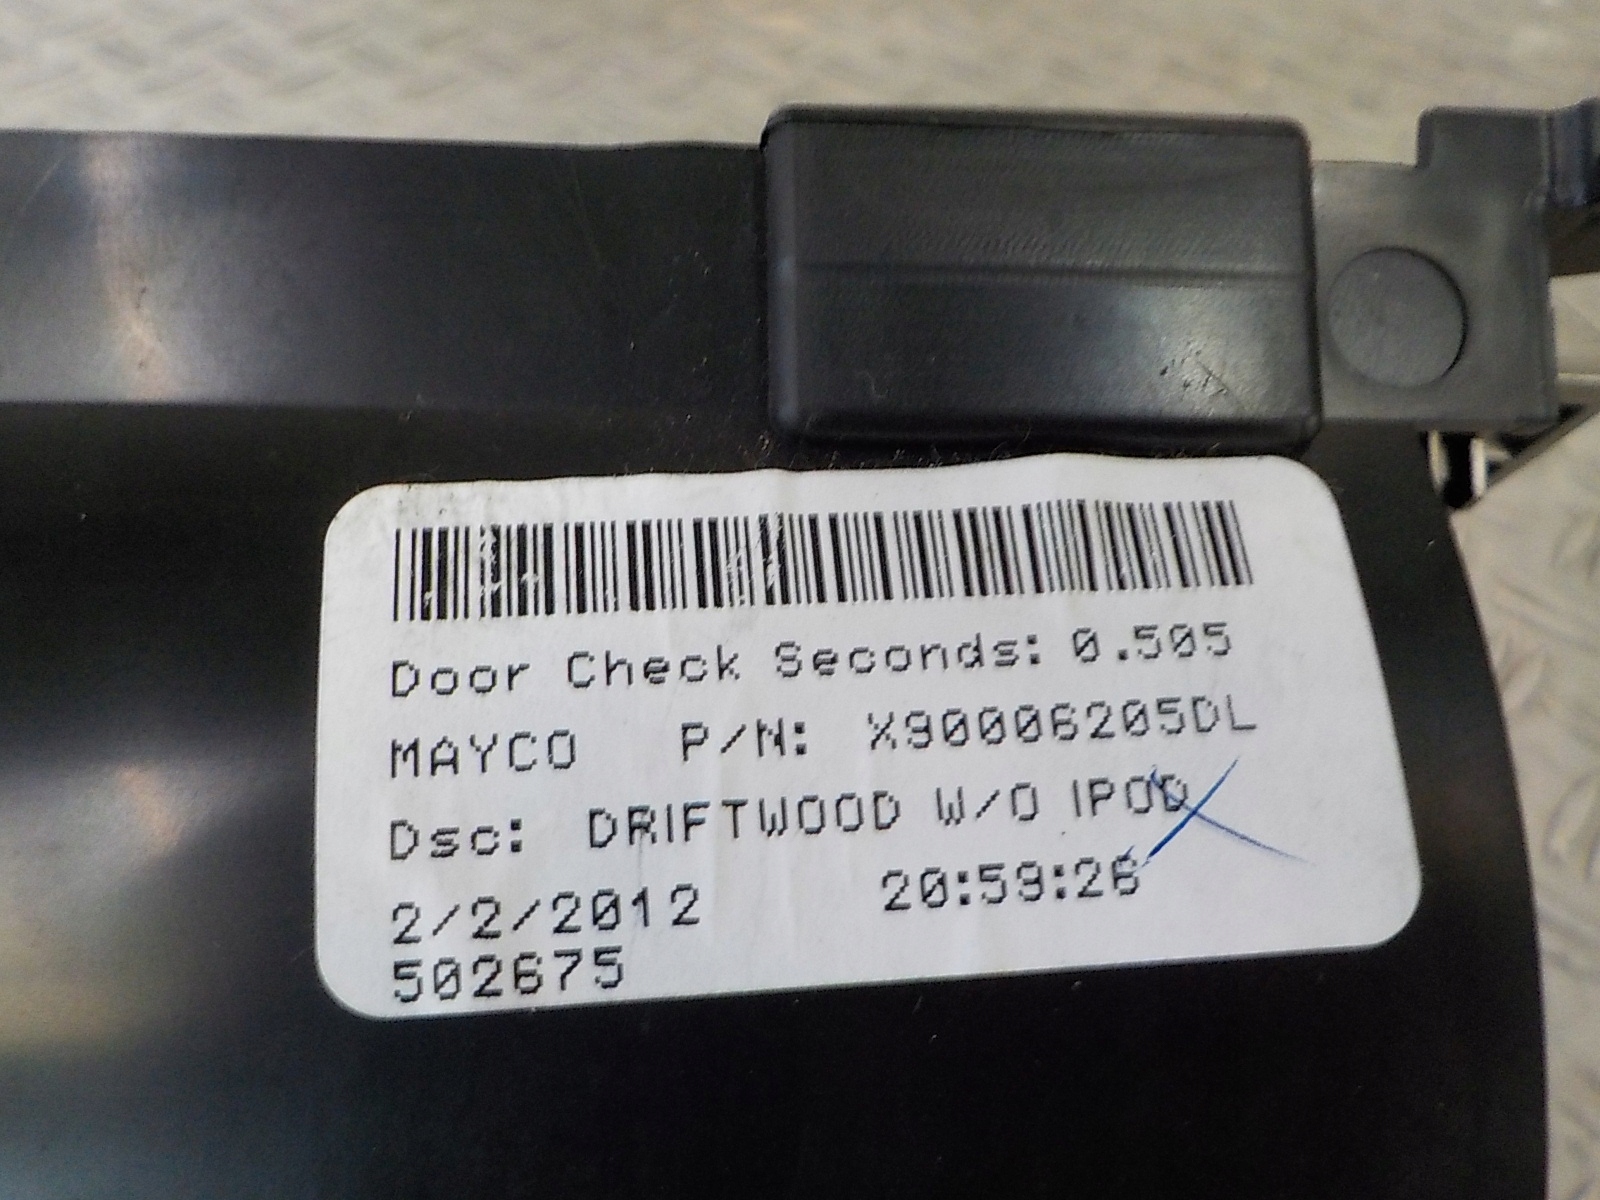 Door Check Seconds: 0.505
MAYCO P/N: X90006205DL
Dsc: DRIFTWOOD W/O IPOD
2/2/2012 20:59:26
502675